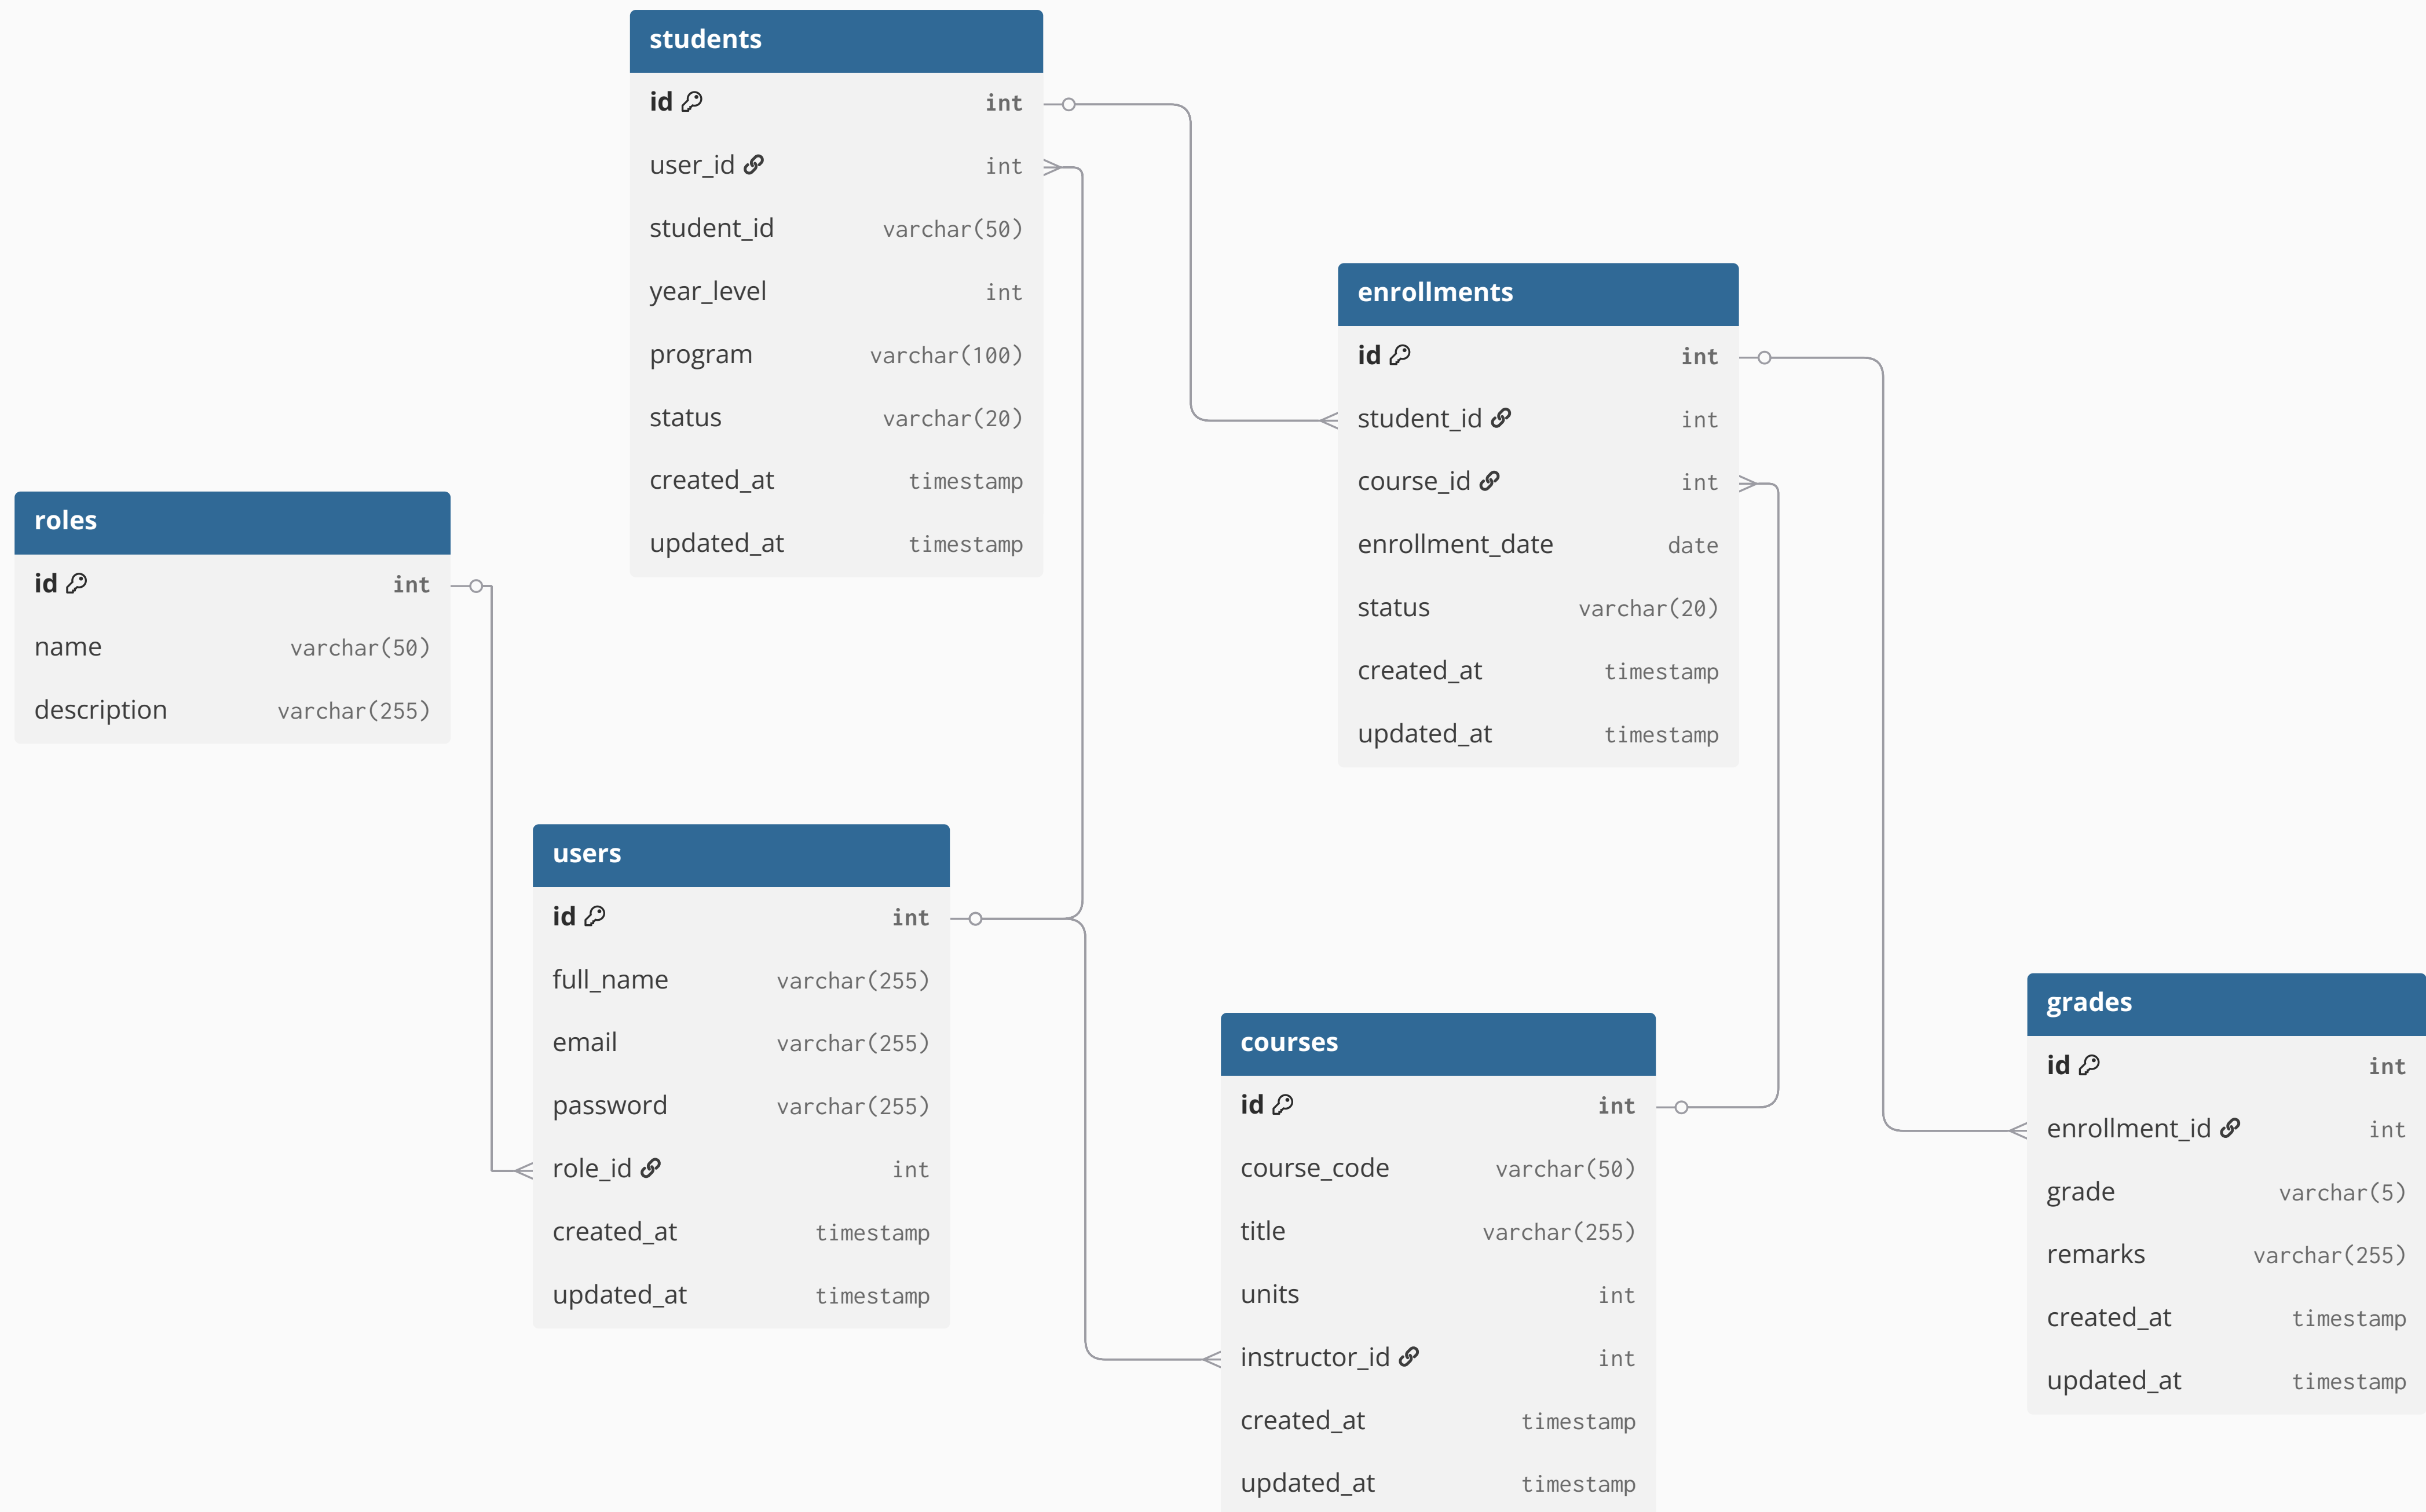 students
id int
user_id int
student_id varchar(50)
year_level int
program varchar(100)
status varchar(20)
created_at timestamp
updated_at timestamp
enrollments
id int
student_id int
course_id int
enrollment_date date
status varchar(20)
created_at timestamp
updated_at timestamp
roles
id int
name varchar(50)
description varchar(255)
users
id int
full_name varchar(255)
email varchar(255)
password varchar(255)
role_id int
created_at timestamp
updated_at timestamp
courses
id int
course_code varchar(50)
title varchar(255)
units int
instructor_id int
created_at timestamp
updated_at timestamp
grades
id int
enrollment_id int
grade varchar(5)
remarks varchar(255)
created_at timestamp
updated_at timestamp